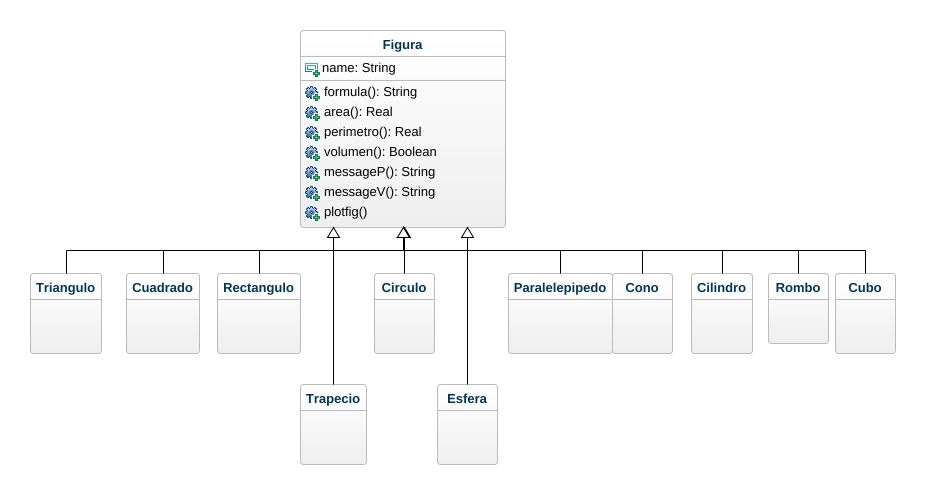 Figura
name: String
formula(): String
area(): Real
perimetro(): Real
volumen(): Boolean
messageP(): String
messageV(): String
plotfig()
Triangulo
Cuadrado
Rectangulo
Circulo
Paralelepipedo
Cono
Cilindro
Rombo
Cubo
Trapecio
Esfera